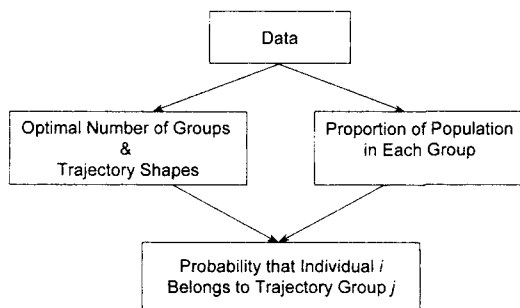 Data
Optimal Number of Groups
&
Trajectory Shapes
Proportion of Population
in Each Group
Probability that Individual i
Belongs to Trajectory Group j